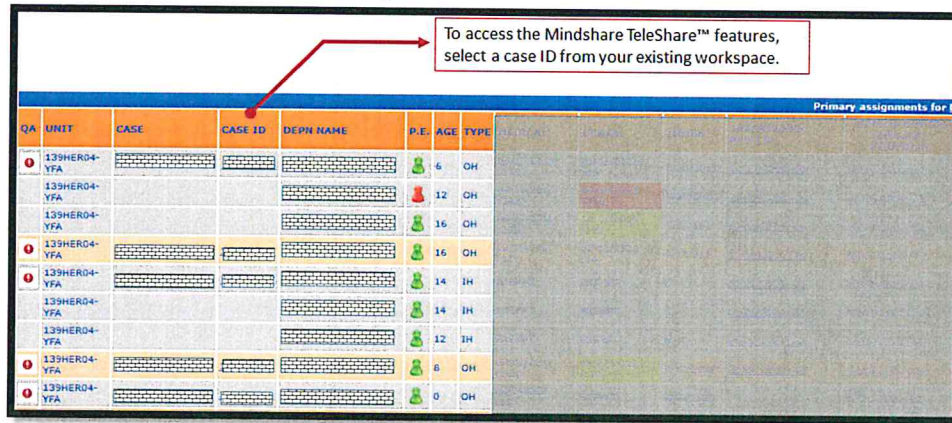 To access the Mindshare TeleShare™ features,
select a case ID from your existing workspace.
Primary assignments for
QA UNIT CASE CASE ID DEPN NAME P.E. AGE TYPE
139HER04-
YFA 6 OH
139HER04-
YFA 12 OH
139HER04-
YFA 16 OH
139HER04-
YFA 16 OH
139HER04-
YFA 14 IH
139HER04-
YFA 14 IH
139HER04-
YFA 12 IH
139HER04-
YFA 8 OH
139HER04-
YFA 0 OH